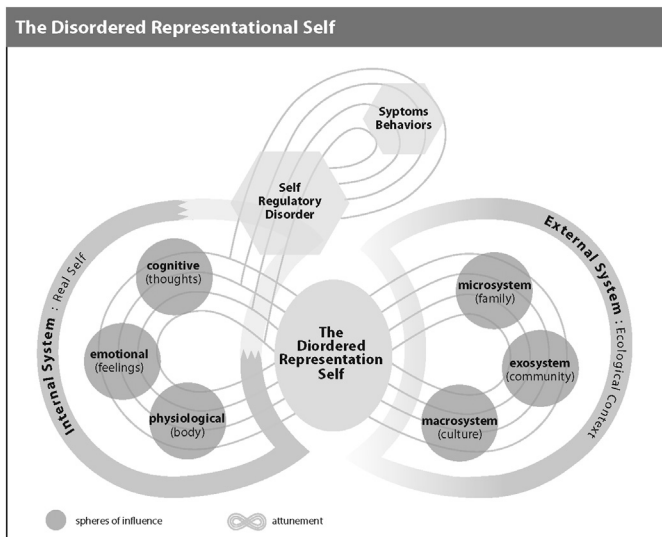 The Disordered Representational Self
Syptoms
Behaviors
Self
Regulatory
Disorder
Internal System : Real Self
cognitive
(thoughts)
emotional
(feelings)
physiological
(body)
The
Diordered
Representation
Self
External System : Ecological Context
microsystem
(family)
exosystem
(community)
macrosystem
(culture)
spheres of influence
attunement